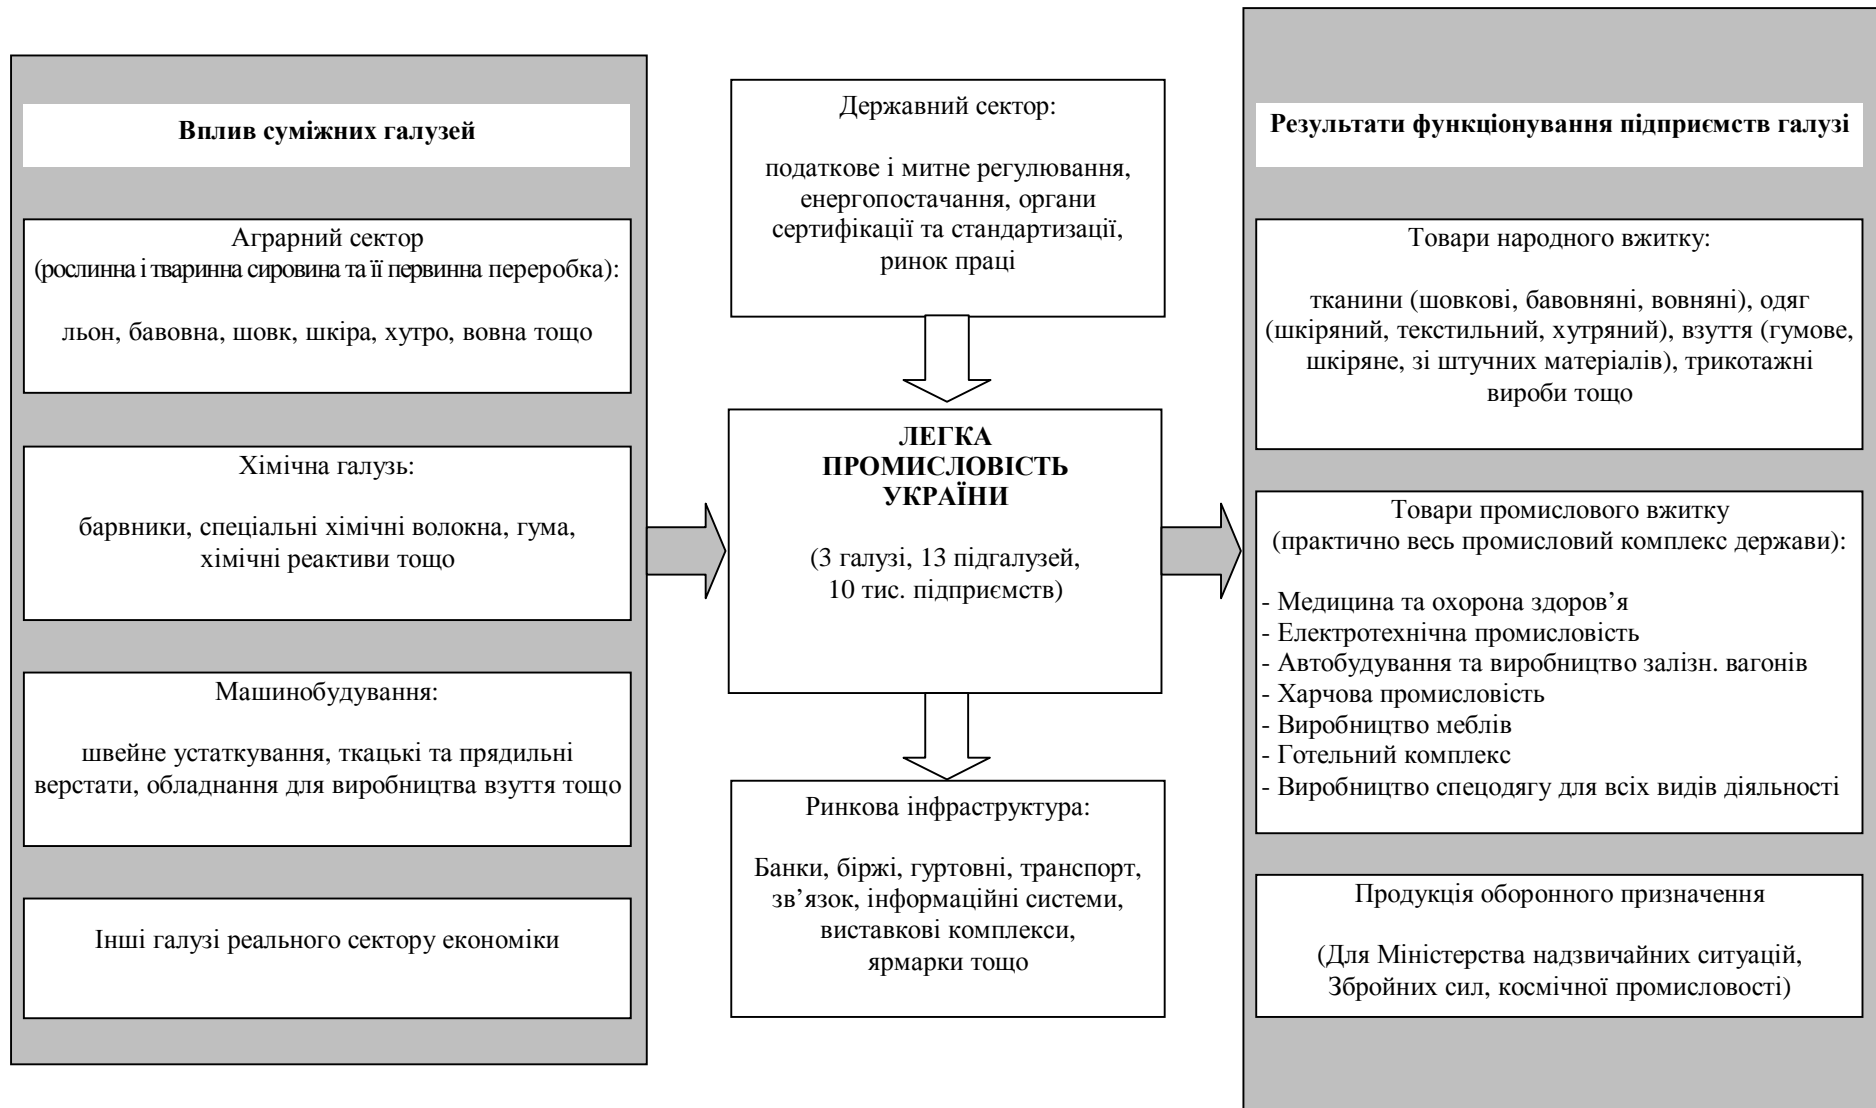 Вплив суміжних галузей
Аграрний сектор
(рослинна і тваринна сировина та її первинна переробка):
льон, бавовна, шовк, шкіра, хутро, вовна тощо
Хімічна галузь:
барвники, спеціальні хімічні волокна, гума,
хімічні реактиви тощо
Машинобудування:
швейне устаткування, ткацькі та прядильні
верстати, обладнання для виробництва взуття тощо
Інші галузі реального сектору економіки
Державний сектор:
податкове і митне регулювання,
енергопостачання, органи
сертифікації та стандартизації,
ринок праці
ЛЕГКА
ПРОМИСЛОВІСТЬ
УКРАЇНИ
(3 галузі, 13 підгалузей,
10 тис. підприємств)
Ринкова інфраструктура:
Банки, біржі, гуртовні, транспорт,
зв’язок, інформаційні системи,
виставкові комплекси,
ярмарки тощо
Результати функціонування підприємств галузі
Товари народного вжитку:
тканини (шовкові, бавовняні, вовняні), одяг
(шкіряний, текстильний, хутряний), взуття (гумове,
шкіряне, зі штучних матеріалів), трикотажні
вироби тощо
Товари промислового вжитку
(практично весь промисловий комплекс держави):
- Медицина та охорона здоров’я
- Електротехнічна промисловість
- Автобудування та виробництво залізн. вагонів
- Харчова промисловість
- Виробництво меблів
- Готельний комплекс
- Виробництво спецодягу для всіх видів діяльності
Продукція оборонного призначення
(Для Міністерства надзвичайних ситуацій,
Збройних сил, космічної промисловості)